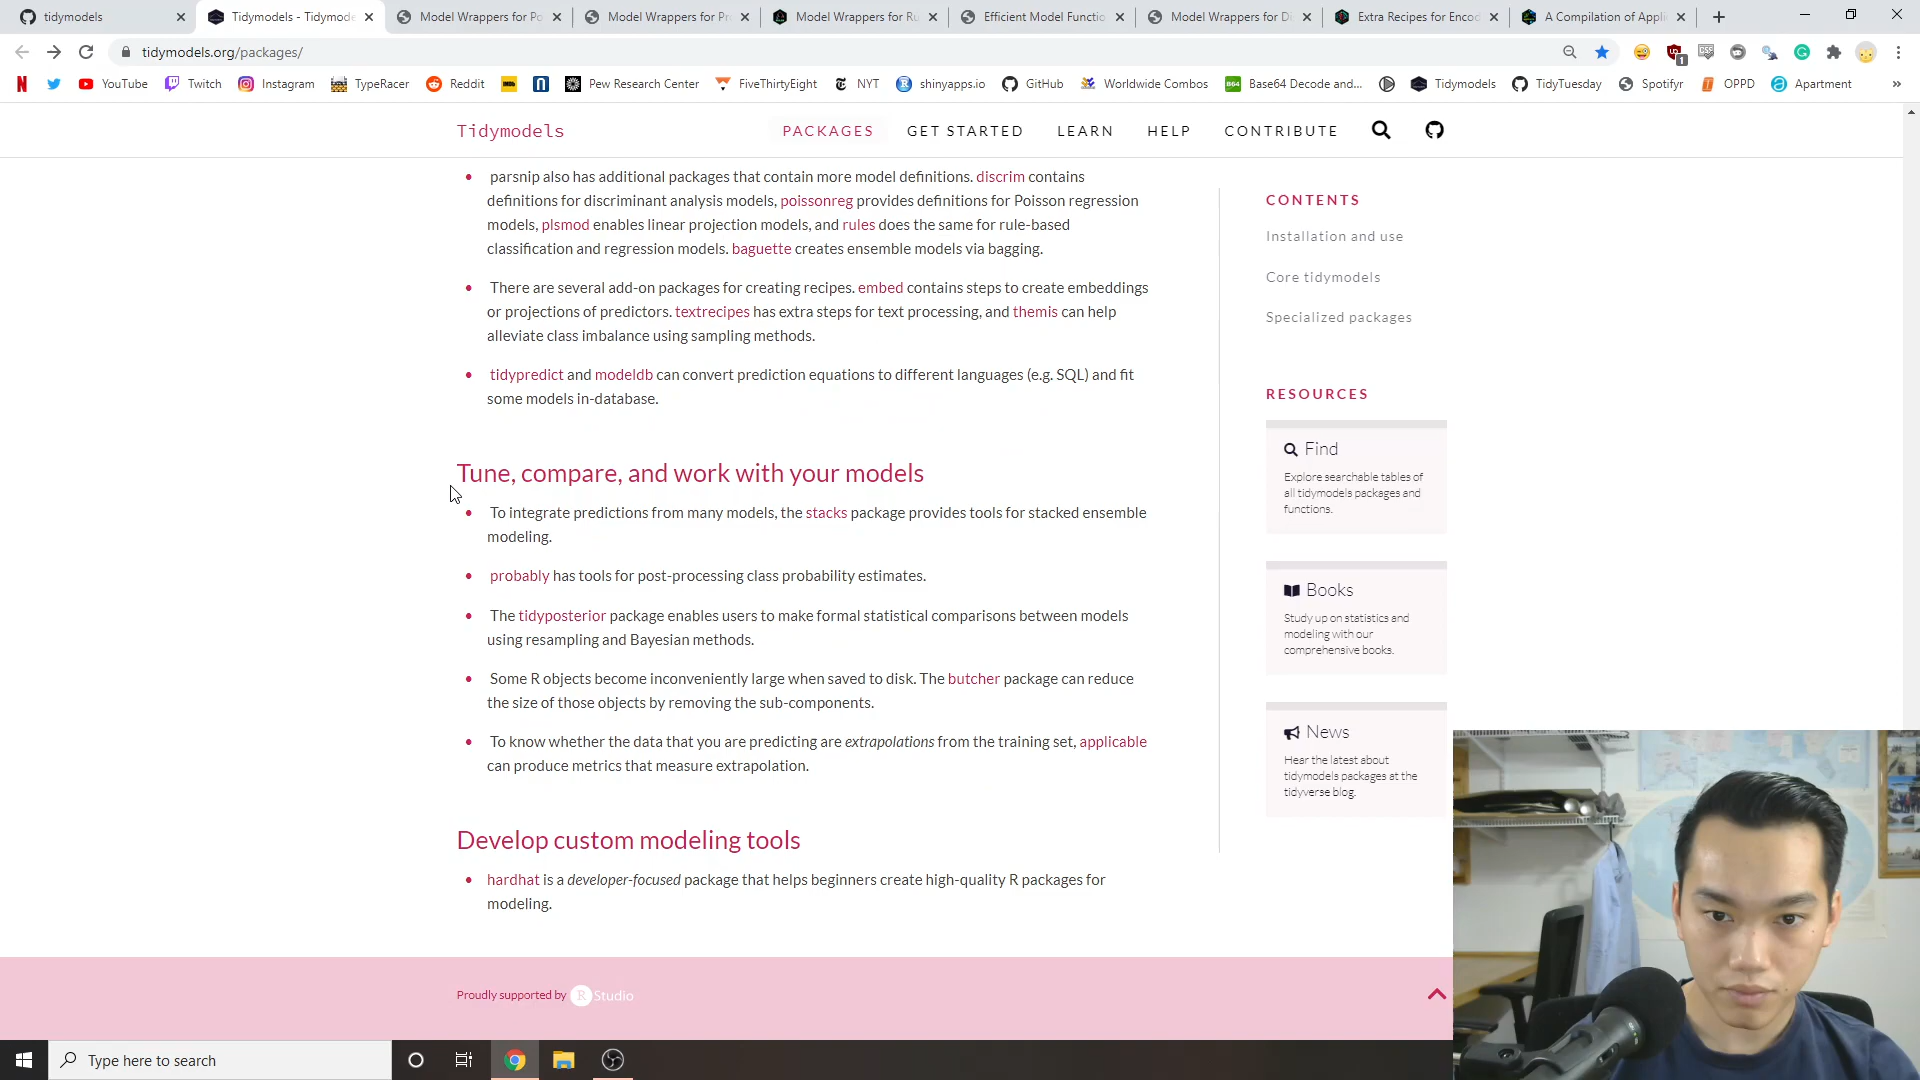 tidymodels
Tidymodels - Tidymode
Model Wrappers for Po
Model Wrappers for Pr
Model Wrappers for Ru
Efficient Model Functio
Model Wrappers for Di
Extra Recipes for Encod
A Compilation of Appli
tidymodels.org/packages/
YouTube
Twitch
Instagram
TypeRacer
Reddit
Pew Research Center
FiveThirtyEight
NYT
shinyapps.io
GitHub
Worldwide Combos
Base64 Decode and...
Tidymodels
TidyTuesday
Spotifyr
OPPD
Apartment
Tidymodels
PACKAGES
GET STARTED
LEARN
HELP
CONTRIBUTE
parsnip also has additional packages that contain more model definitions. discrim contains
definitions for discriminant analysis models, poissonreg provides definitions for Poisson regression
models, plsmod enables linear projection models, and rules does the same for rule-based
classification and regression models. baguette creates ensemble models via bagging.
There are several add-on packages for creating recipes. embed contains steps to create embeddings
or projections of predictors. textrecipes has extra steps for text processing, and themis can help
alleviate class imbalance using sampling methods.
tidypredict and modeldb can convert prediction equations to different languages (e.g. SQL) and fit
some models in-database.
Tune, compare, and work with your models
To integrate predictions from many models, the stacks package provides tools for stacked ensemble
modeling.
probably has tools for post-processing class probability estimates.
The tidyposterior package enables users to make formal statistical comparisons between models
using resampling and Bayesian methods.
Some R objects become inconveniently large when saved to disk. The butcher package can reduce
the size of those objects by removing the sub-components.
To know whether the data that you are predicting are extrapolations from the training set, applicable
can produce metrics that measure extrapolation.
Develop custom modeling tools
hardhat is a developer-focused package that helps beginners create high-quality R packages for
modeling.
CONTENTS
Installation and use
Core tidymodels
Specialized packages
RESOURCES
Find
Explore searchable tables of
all tidymodels packages and
functions.
Books
Study up on statistics and
modeling with our
comprehensive books.
News
Hear the latest about
tidymodels packages at the
tidyverse blog.
Proudly supported by R Studio
Type here to search